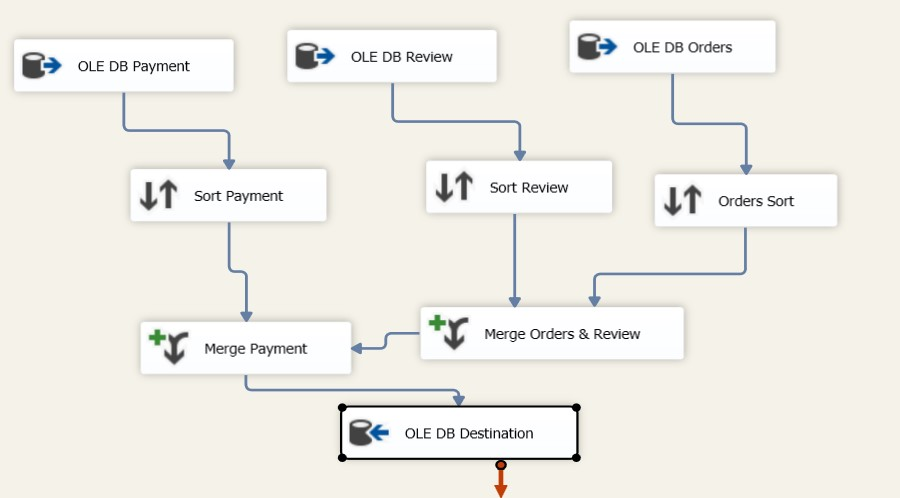 OLE DB Payment
OLE DB Review
OLE DB Orders
Sort Payment
Sort Review
Orders Sort
Merge Payment
Merge Orders & Review
OLE DB Destination